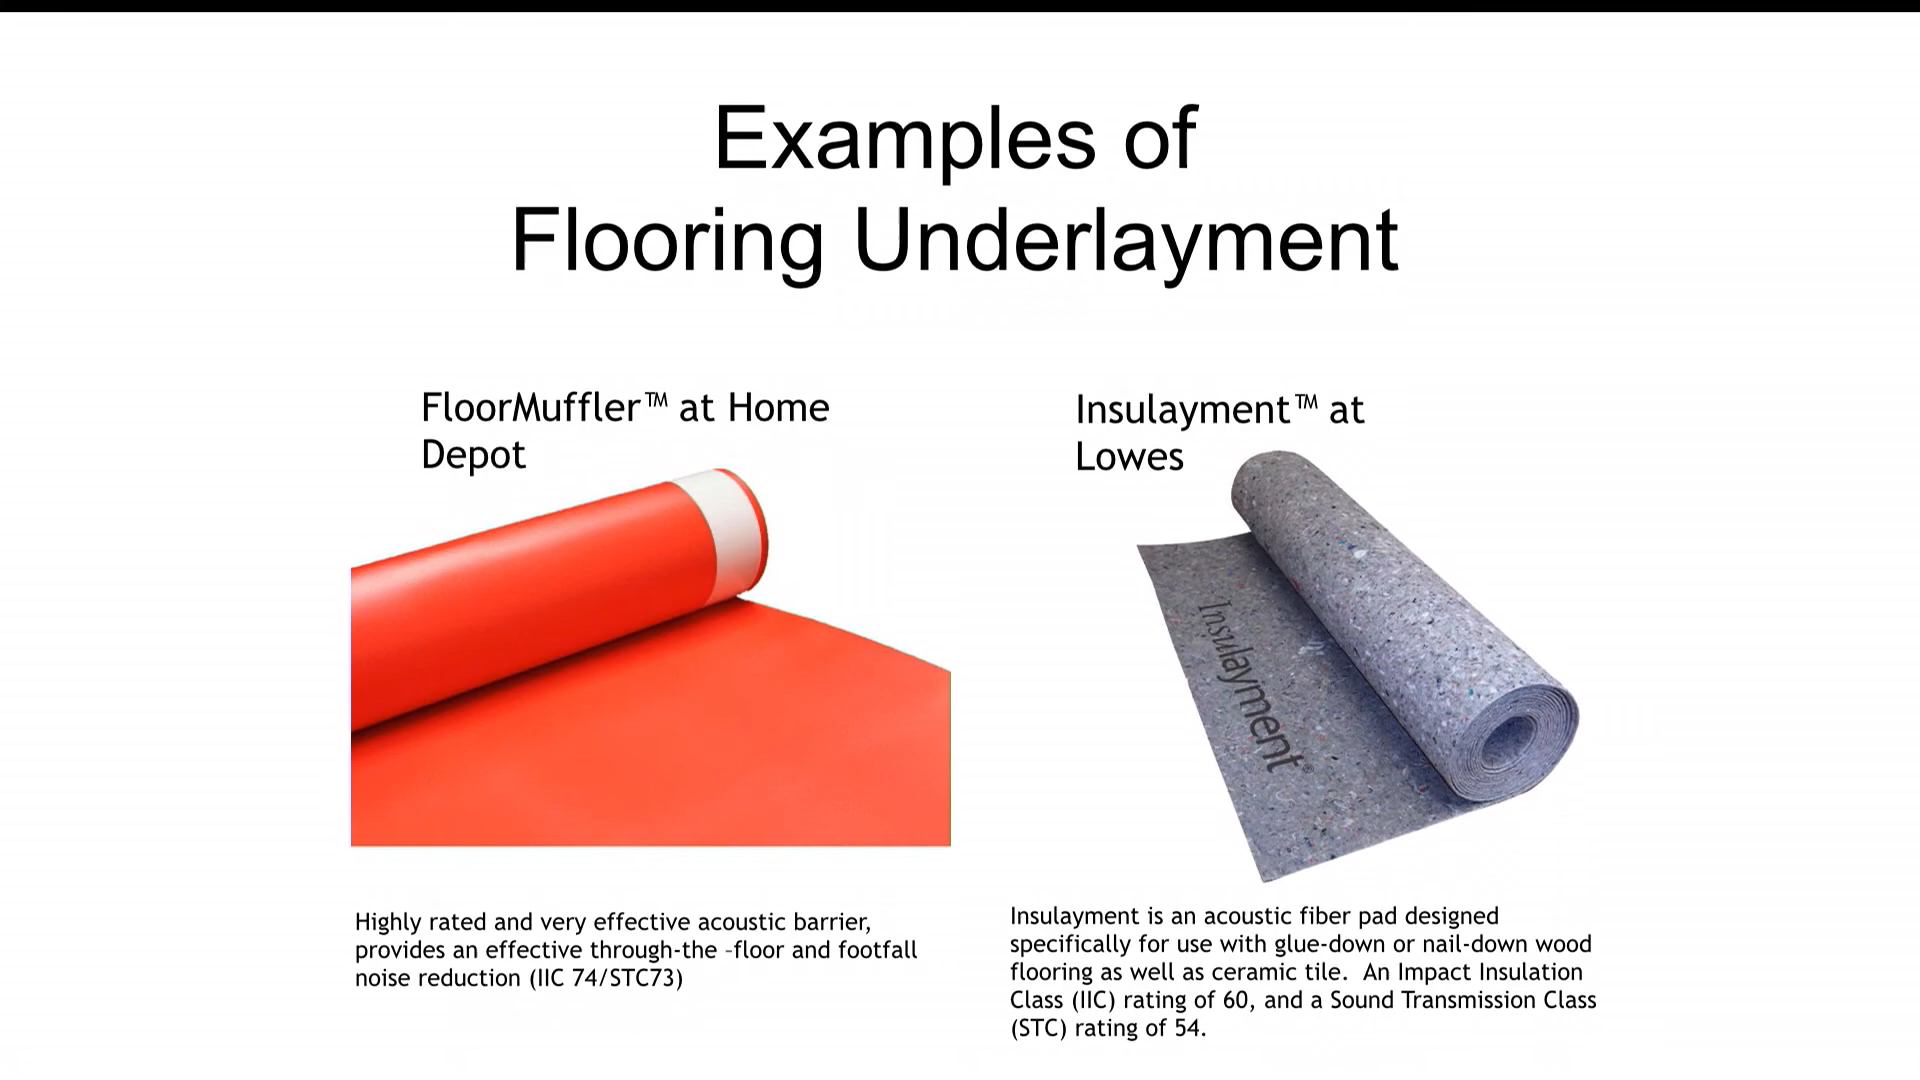 Examples of
Flooring Underlayment
FloorMuffler™ at Home
Depot
Insulayment™ at
Lowes
Insulayment®
Highly rated and very effective acoustic barrier,
provides an effective through-the –floor and footfall
noise reduction (IIC 74/STC73)
Insulayment is an acoustic fiber pad designed
specifically for use with glue-down or nail-down wood
flooring as well as ceramic tile.  An Impact Insulation
Class (IIC) rating of 60, and a Sound Transmission Class
(STC) rating of 54.